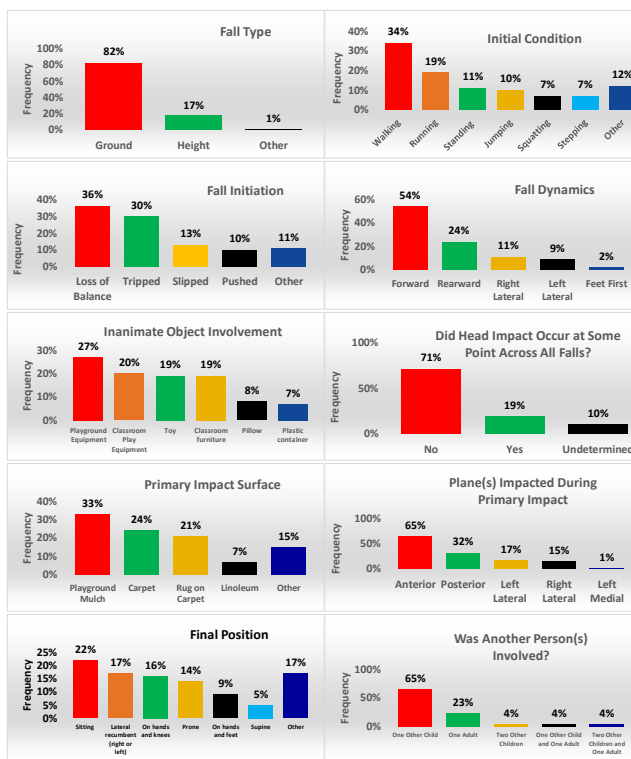 Fall Type
Frequency
100%
80%
60%
40%
20%
0%
82%
17%
1%
Ground
Height
Other
Initial Condition
Frequency
40%
30%
20%
10%
0%
34%
19%
11%
10%
7%
7%
12%
Walking
Running
Standing
Jumping
Squatting
Stepping
Other
Fall Initiation
Frequency
40%
30%
20%
10%
0%
36%
30%
13%
10%
11%
Loss of
Balance
Tripped
Slipped
Pushed
Other
Fall Dynamics
Frequency
60%
40%
20%
0%
54%
24%
11%
9%
2%
Forward
Rearward
Right
Lateral
Left
Lateral
Feet First
Inanimate Object Involvement
Frequency
30%
20%
10%
0%
27%
20%
19%
19%
8%
7%
Playground
Equipment
Classroom
Play
Equipment
Toy
Classroom
furniture
Pillow
Plastic
container
Did Head Impact Occur at Some
Point Across All Falls?
Frequency
100%
50%
0%
71%
19%
10%
No
Yes
Undetermined
Primary Impact Surface
Frequency
40%
30%
20%
10%
0%
33%
24%
21%
7%
15%
Playground
Mulch
Carpet
Rug on
Carpet
Linoleum
Other
Plane(s) Impacted During
Primary Impact
Frequency
100%
50%
0%
65%
32%
17%
15%
1%
Anterior
Posterior
Left
Lateral
Right
Lateral
Left
Medial
Final Position
Frequency
25%
20%
15%
10%
5%
0%
22%
17%
16%
14%
9%
5%
17%
Sitting
Lateral
recumbent
(right or
left)
On hands
and knees
Prone
On hands
and feet
Supine
Other
Was Another Person(s)
Involved?
Frequency
100%
50%
0%
65%
23%
4%
4%
4%
One Other Child
One Adult
Two Other
Children
One Other Child
and One Adult
Two Other
Children and
One Adult